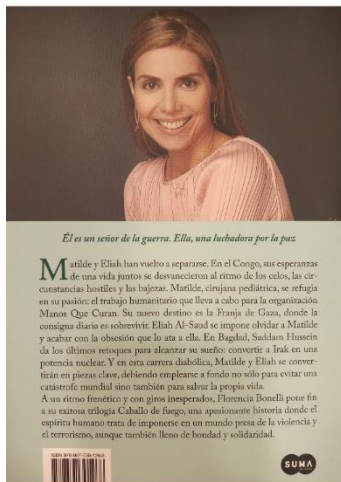 Él es un señor de la guerra. Ella, una luchadora por la paz
Matilde y Eliah han vuelto a separarse. En el Congo, sus esperanzas
de una vida juntos se desvanecieron al ritmo de los celos, las cir-
cunstancias hostiles y las bajezas. Matilde, cirujana pediátrica, se refugia
en su pasión: el trabajo humanitario que lleva a cabo para la organización
Manos Que Curan. Su nuevo destino es la Franja de Gaza, donde la
consigna diaria es sobrevivir. Eliah Al-Saud se impone olvidar a Matilde
y acabar con la obsesión que lo ata a ella. En Bagdad, Saddam Hussein
da los últimos retoques para alcanzar su sueño: convertir a Irak en una
potencia nuclear. Y en esta carrera diabólica, Matilde y Eliah se conver-
tirán en piezas clave, debiendo emplearse a fondo no sólo para evitar una
catástrofe mundial sino también para salvar la propia vida.
A un ritmo frenético y con giros inesperados, Florencia Bonelli pone fin
a su exitosa trilogía Caballo de fuego, una apasionante historia donde el
espíritu humano trata de imponerse en un mundo presa de la violencia y
el terrorismo, aunque también lleno de bondad y solidaridad.
ISBN
SUMA